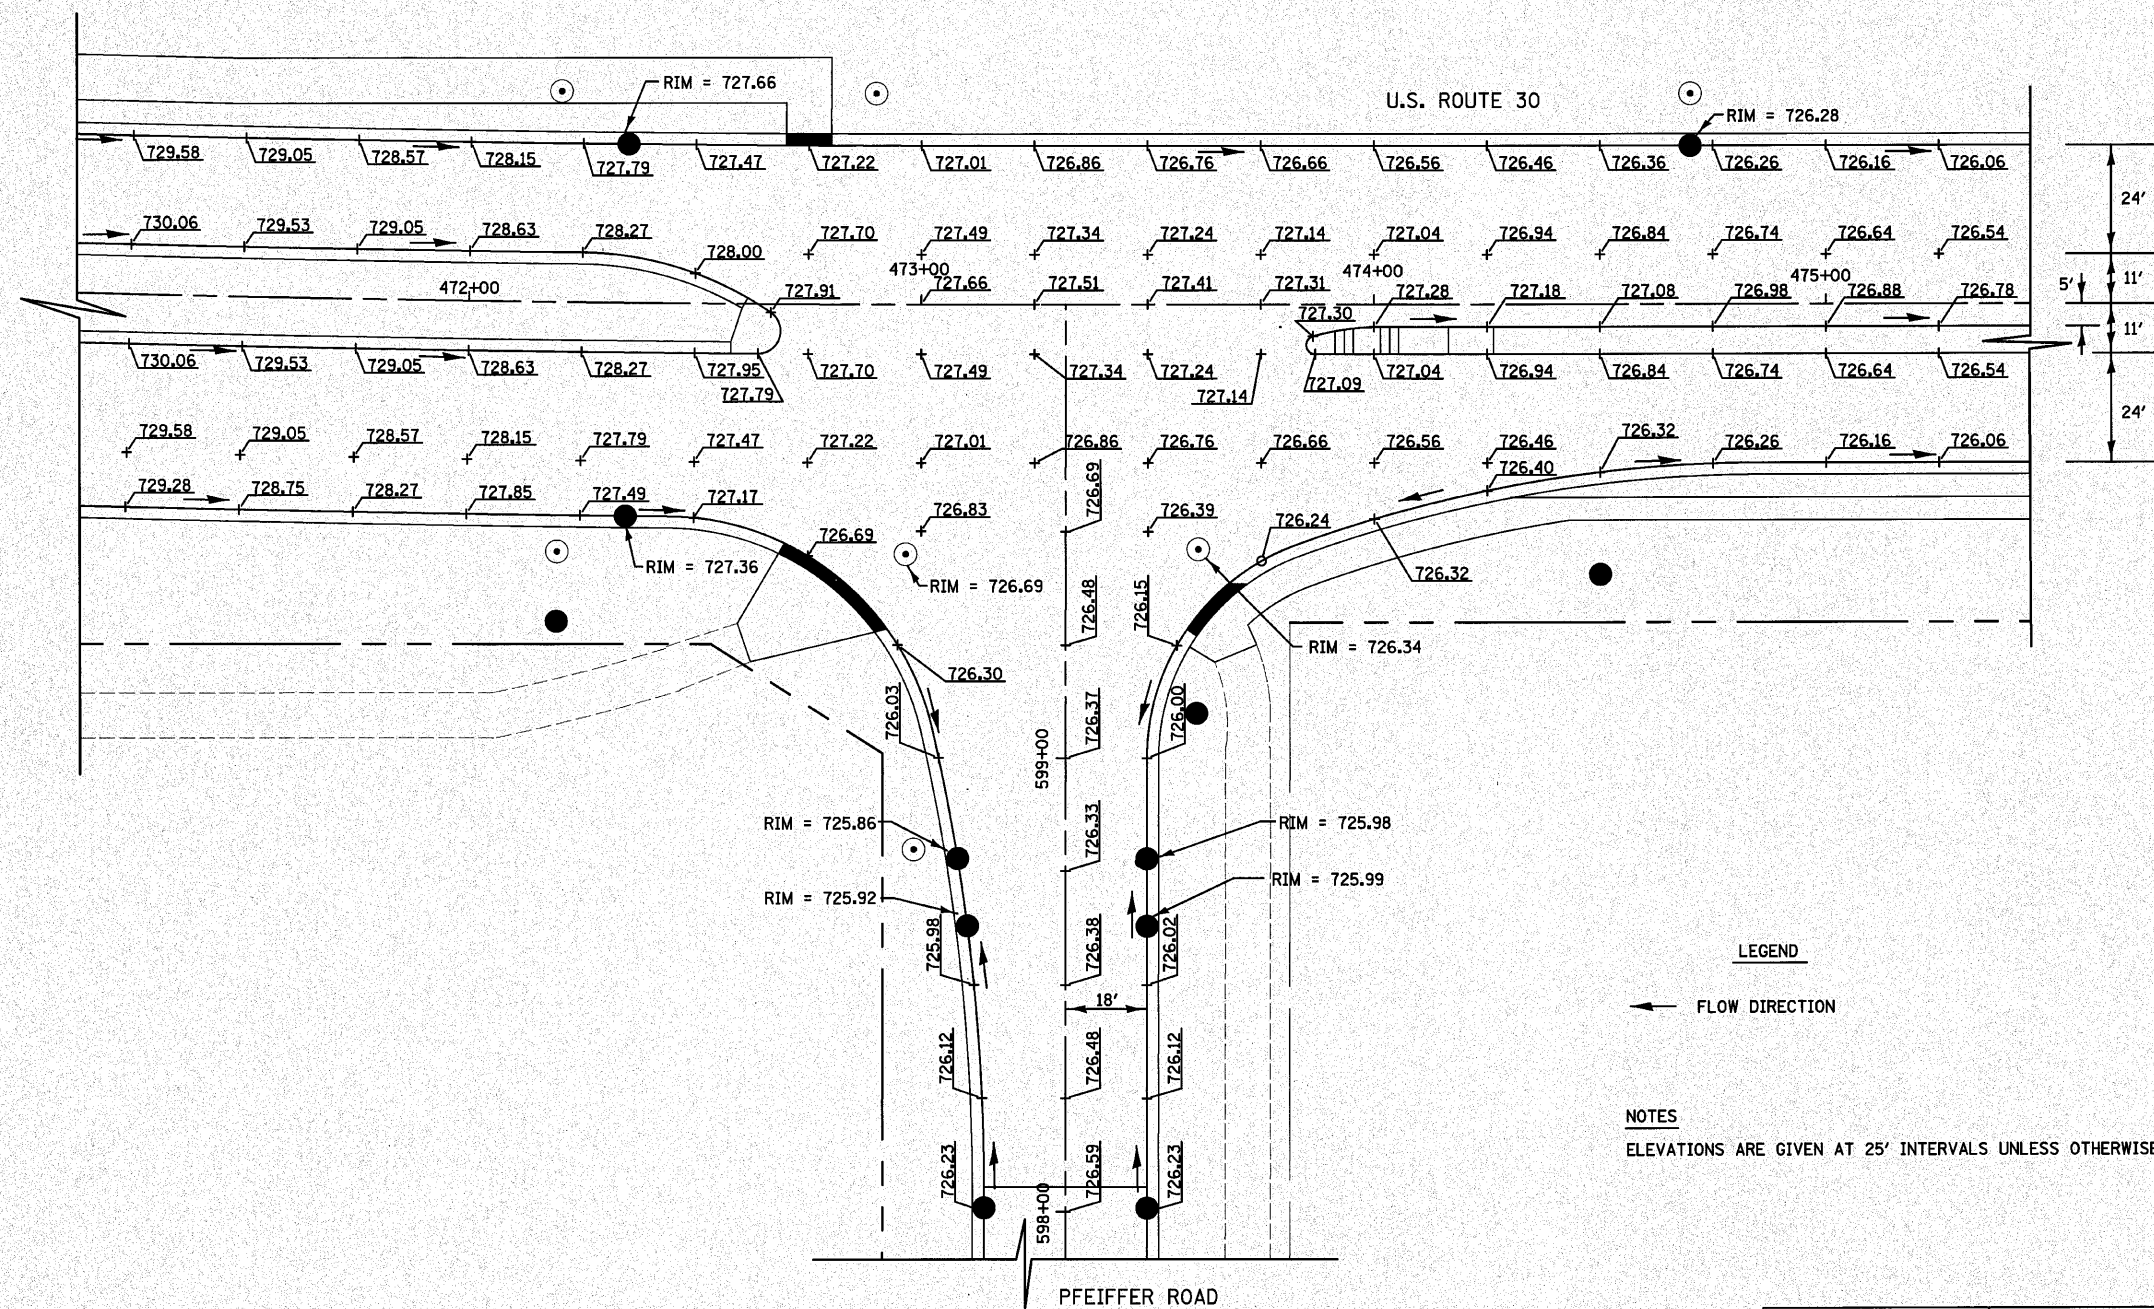 RIM = 727.66
U.S. ROUTE 30
RIM = 726.28
729.58 729.05 728.57 728.15 727.79 727.47 727.22 727.01 726.86 726.76 726.66 726.56 726.46 726.36 726.26 726.16 726.06
24'
730.06 729.53 729.05 728.63 728.27 728.00 727.70 727.49 727.34 727.24 727.14 727.04 726.94 726.84 726.74 726.64 726.54
472+00 473+00 474+00 475+00
5' 11'
727.91 727.66 727.51 727.41 727.31 727.30 727.28 727.18 727.08 726.98 726.88 726.78
11'
730.06 729.53 729.05 728.63 728.27 727.95 727.79 727.70 727.49 727.34 727.24 727.14 727.09 727.04 726.94 726.84 726.74 726.64 726.54
24'
729.58 729.05 728.57 728.15 727.79 727.47 727.22 727.01 726.86 726.76 726.66 726.56 726.46 726.32 726.26 726.16 726.06
726.40
729.28 728.75 728.27 727.85 727.49 727.17 726.69 726.83 726.69 726.39 726.24
RIM = 727.36
RIM = 726.69
726.32
726.48
726.15
RIM = 726.34
726.30
726.03
726.37
726.00
599+00
RIM = 725.86
726.33
RIM = 725.98
RIM = 725.92
RIM = 725.99
725.98
726.38
726.02
LEGEND
18'
FLOW DIRECTION
726.12
726.48
726.12
NOTES
ELEVATIONS ARE GIVEN AT 25' INTERVALS UNLESS OTHERWISE
726.23
726.59
726.23
598+00
PFEIFFER ROAD